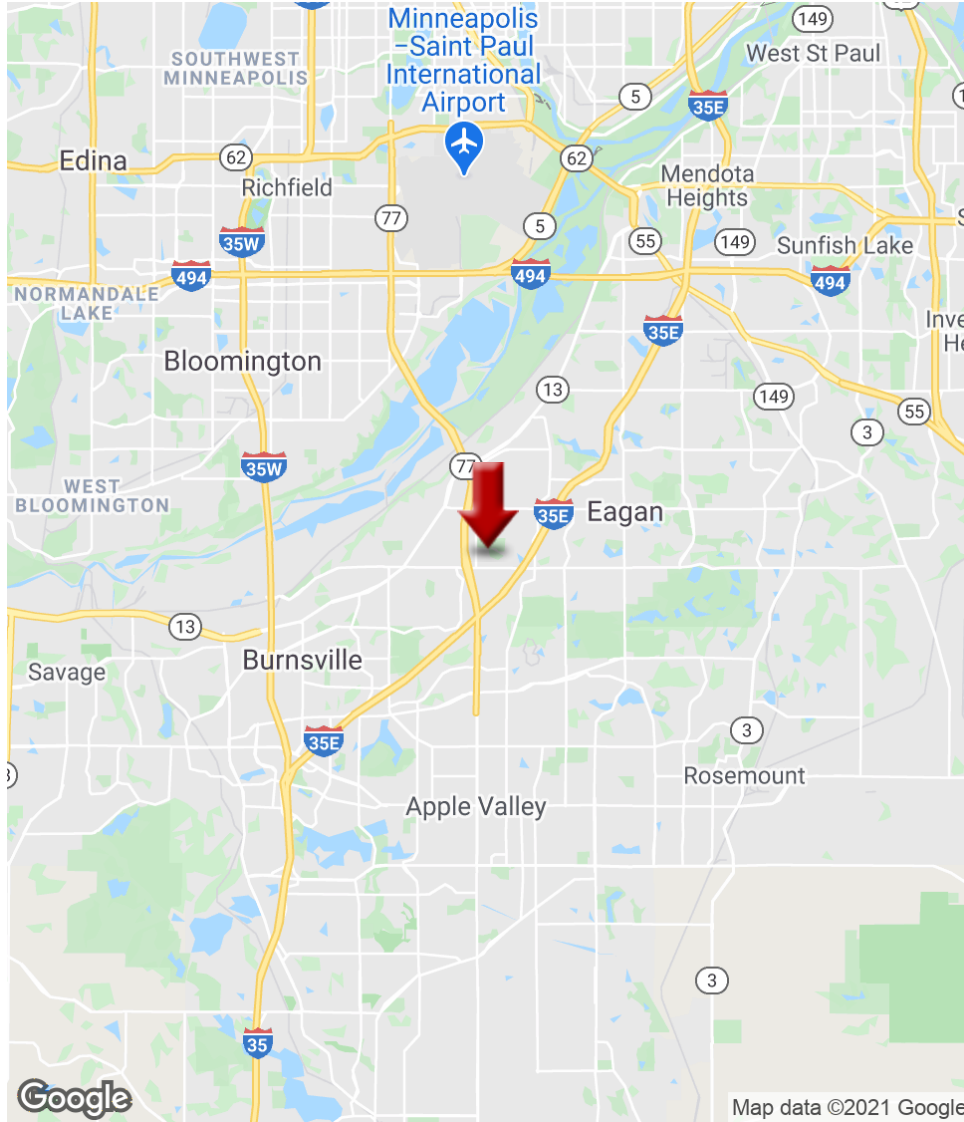 Minneapolis
–Saint Paul
International
Airport
149
West St Paul
SOUTHWEST
MINNEAPOLIS
5
35E
Edina
62
62
Richfield
Mendota
Heights
77
5
35W
55
149
Sunfish Lake
494
494
494
NORMANDALE
LAKE
35E
Bloomington
13
149
55
3
35W
77
WEST
BLOOMINGTON
35E
Eagan
13
Burnsville
Savage
35E
3
Rosemount
Apple Valley
3
35
Google
Map data ©2021 Google